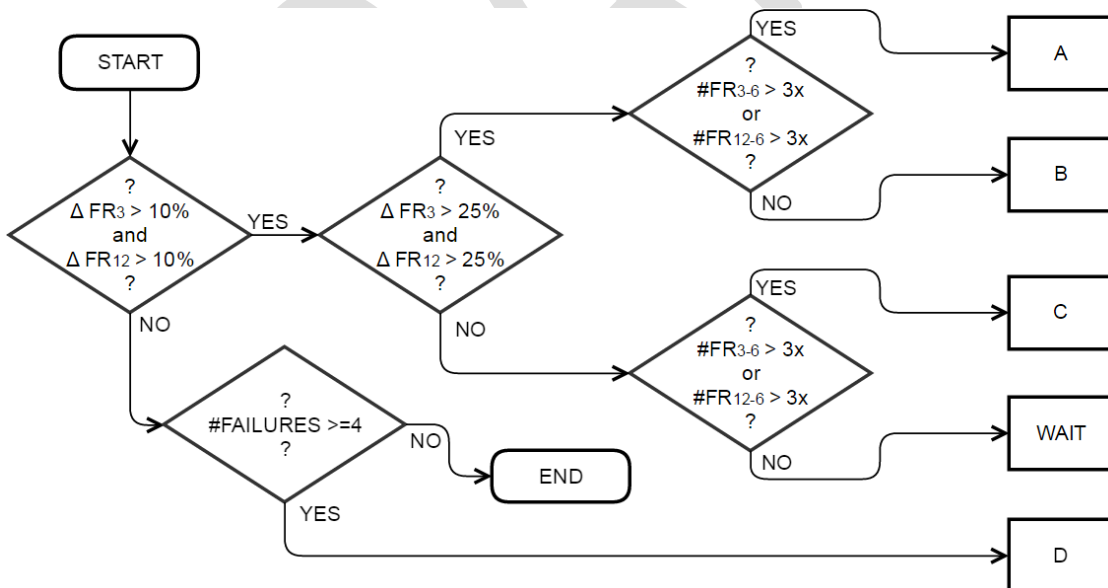 START
?
Δ FR3 > 10%
and
Δ FR12 > 10%
?
YES
NO
?
Δ FR3 > 25%
and
Δ FR12 > 25%
?
YES
NO
?
#FR3-6 > 3x
or
#FR12-6 > 3x
?
YES
A
NO
B
?
#FR3-6 > 3x
or
#FR12-6 > 3x
?
YES
C
NO
WAIT
?
#FAILURES >=4
?
NO
END
YES
D